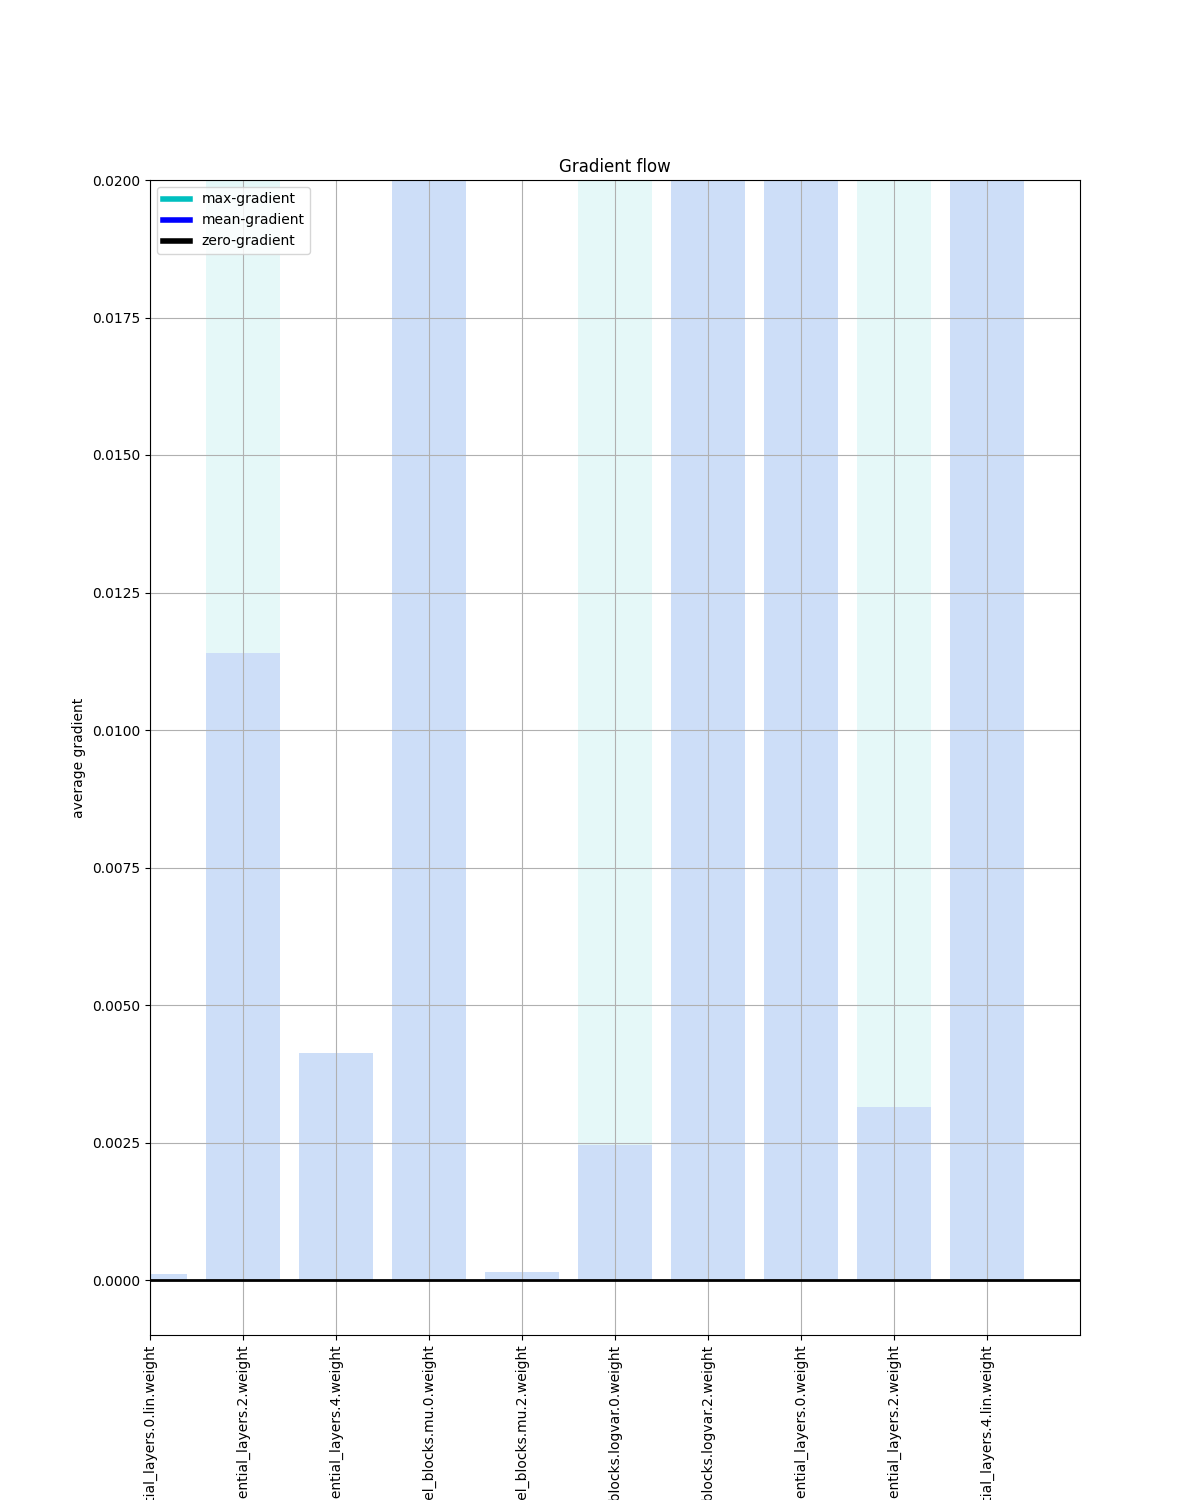 Gradient flow
max-gradient
mean-gradient
zero-gradient
0.0200
0.0175
0.0150
0.0125
0.0100
0.0075
0.0050
0.0025
0.0000
average gradient
tial_layers.0.lin.weight
ential_layers.2.weight
ential_layers.4.weight
el_blocks.mu.0.weight
el_blocks.mu.2.weight
blocks.logvar.0.weight
blocks.logvar.2.weight
ential_layers.0.weight
ential_layers.2.weight
tial_layers.4.lin.weight